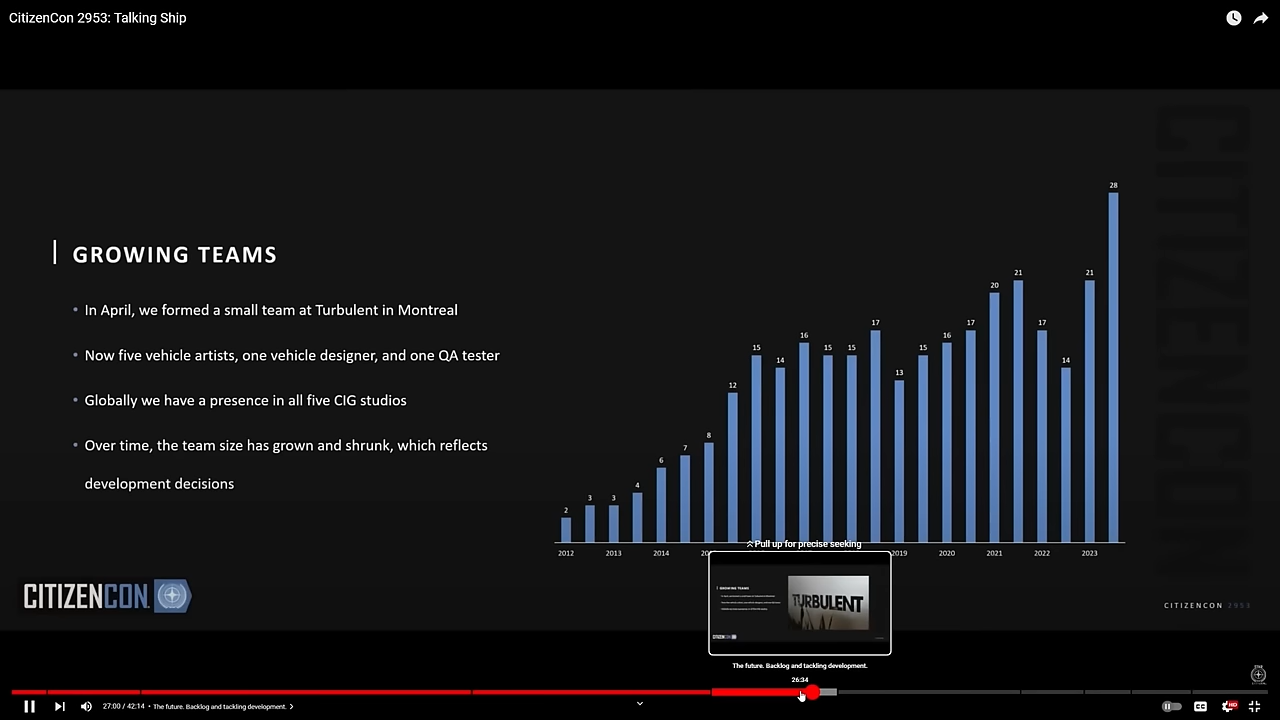 CitizenCon 2953: Talking Ship
GROWING TEAMS
• In April, we formed a small team at Turbulent in Montreal
• Now five vehicle artists, one vehicle designer, and one QA tester
• Globally we have a presence in all five CIG studios
• Over time, the team size has grown and shrunk, which reflects
development decisions
2 3 3 4 6 7 8 12 15 14 16 15 15 17 13 15 16 17 20 21 17 14 21 28
2012 2013 2014 2019 2020 2021 2022 2023
CITIZENCON
CITIZENCON
CITIZENCON 2953
Pull up for precise seeking
GROWING TEAMS
TURBULENT
The future. Backlog and tackling development.
26:34
27:00 / 42:14 • The future. Backlog and tackling development.
CC
HD